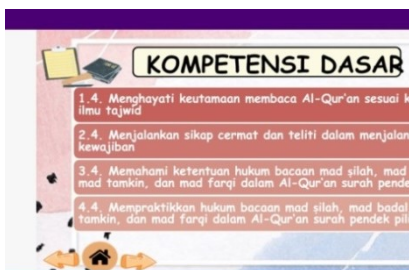 KOMPETENSI DASAR
1.4. Menghayati keutamaan membaca Al-Qur'an sesuai
ilmu tajwid
2.4. Menjalankan sikap cermat dan teliti dalam menjalan
kewajiban
3.4. Memahami ketentuan hukum bacaan mad ṣilah, mad
mad tamkin, dan mad farqi dalam Al-Qur'an surah pende
4.4. Mempraktikkan hukum bacaan mad ṣilah, mad badal
tamkin, dan mad farqi dalam Al-Qur'an surah pendek pil